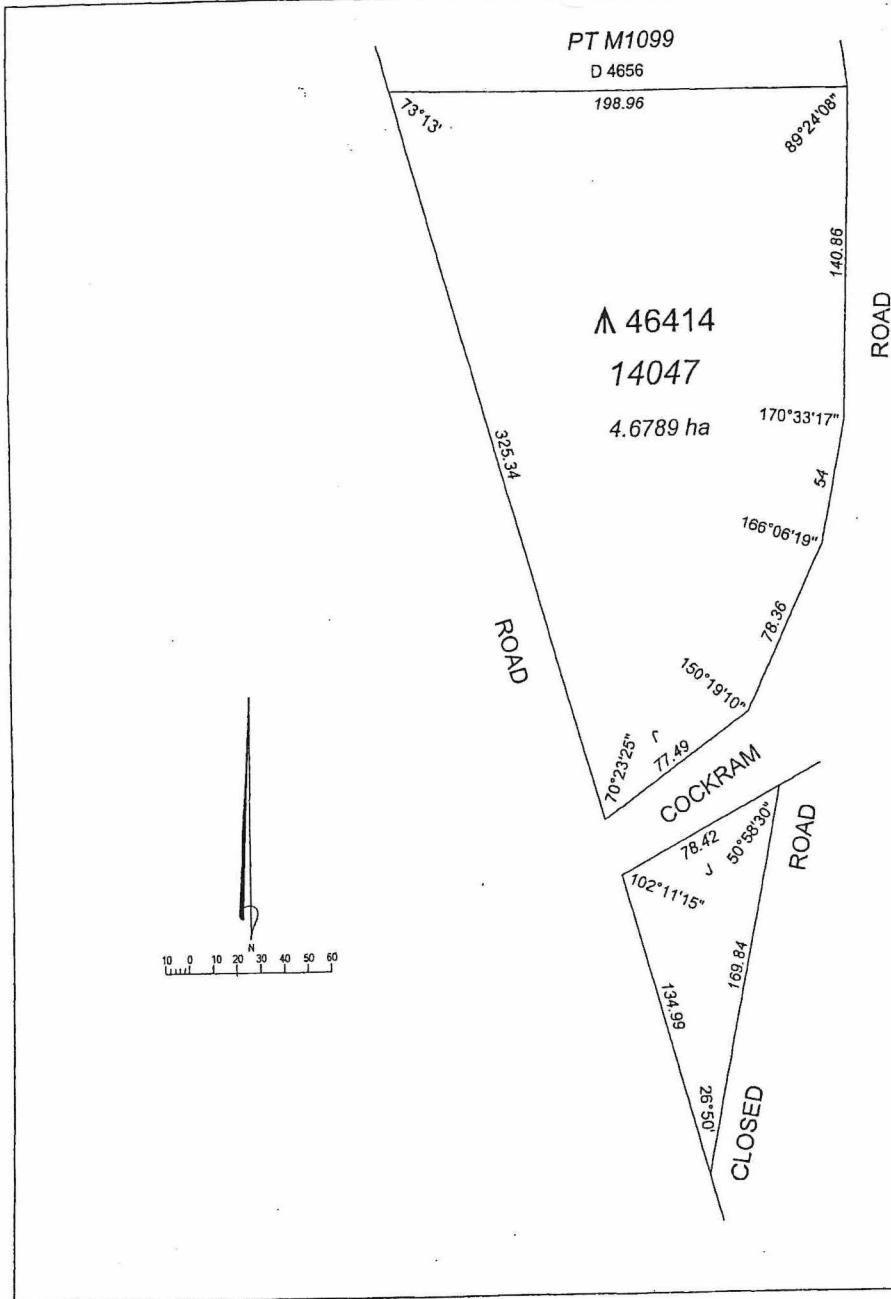 PT M1099
D 4656
198.96
73°13'
89°24'08"
140.86
ROAD
46414
14047
4.6789 ha
170°33'17"
325.34
54
166°06'19"
78.36
ROAD
150°19'10"
70°23'25"
77.49
COCKRAM
78.42
50°58'30"
ROAD
102°11'15"
169.84
134.99
26°50'
CLOSED
N
10 0 10 20 30 40 50 60